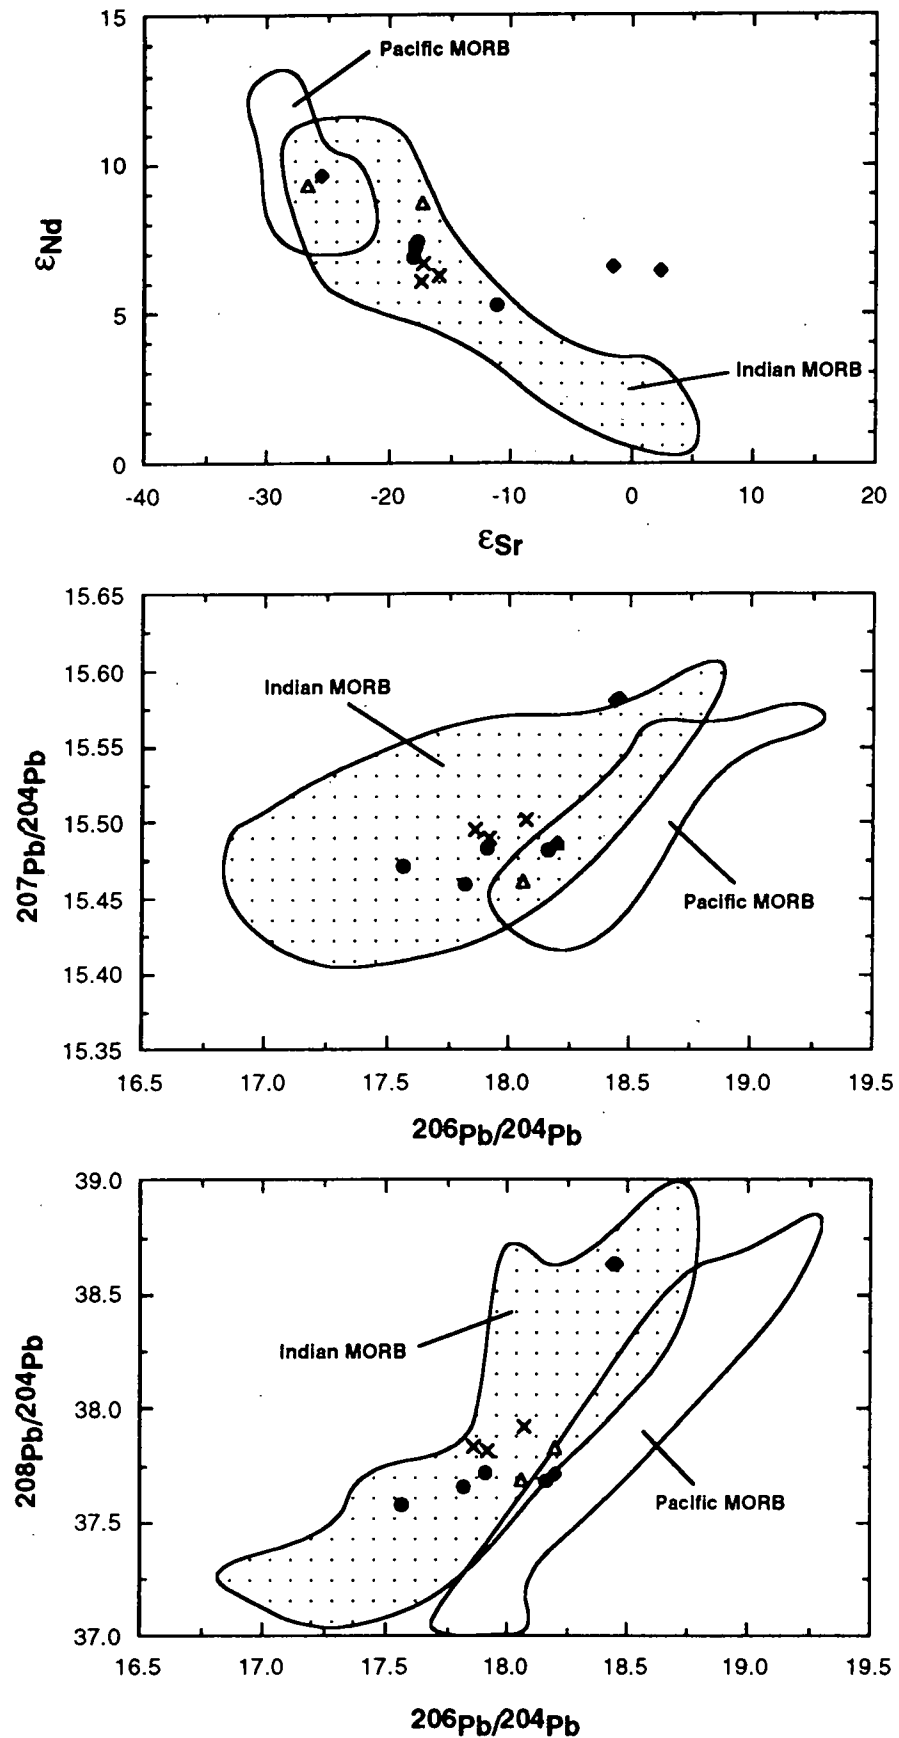 15
Pacific MORB
10
εNd
5
Indian MORB
0
-40 -30 -20 -10 0 10 20
εSr
15.65
15.60
Indian MORB
15.55
207Pb/204Pb
15.50
Pacific MORB
15.45
15.40
15.35
16.5 17.0 17.5 18.0 18.5 19.0 19.5
206Pb/204Pb
39.0
38.5
Indian MORB
208Pb/204Pb
38.0
Pacific MORB
37.5
37.0
16.5 17.0 17.5 18.0 18.5 19.0 19.5
206Pb/204Pb